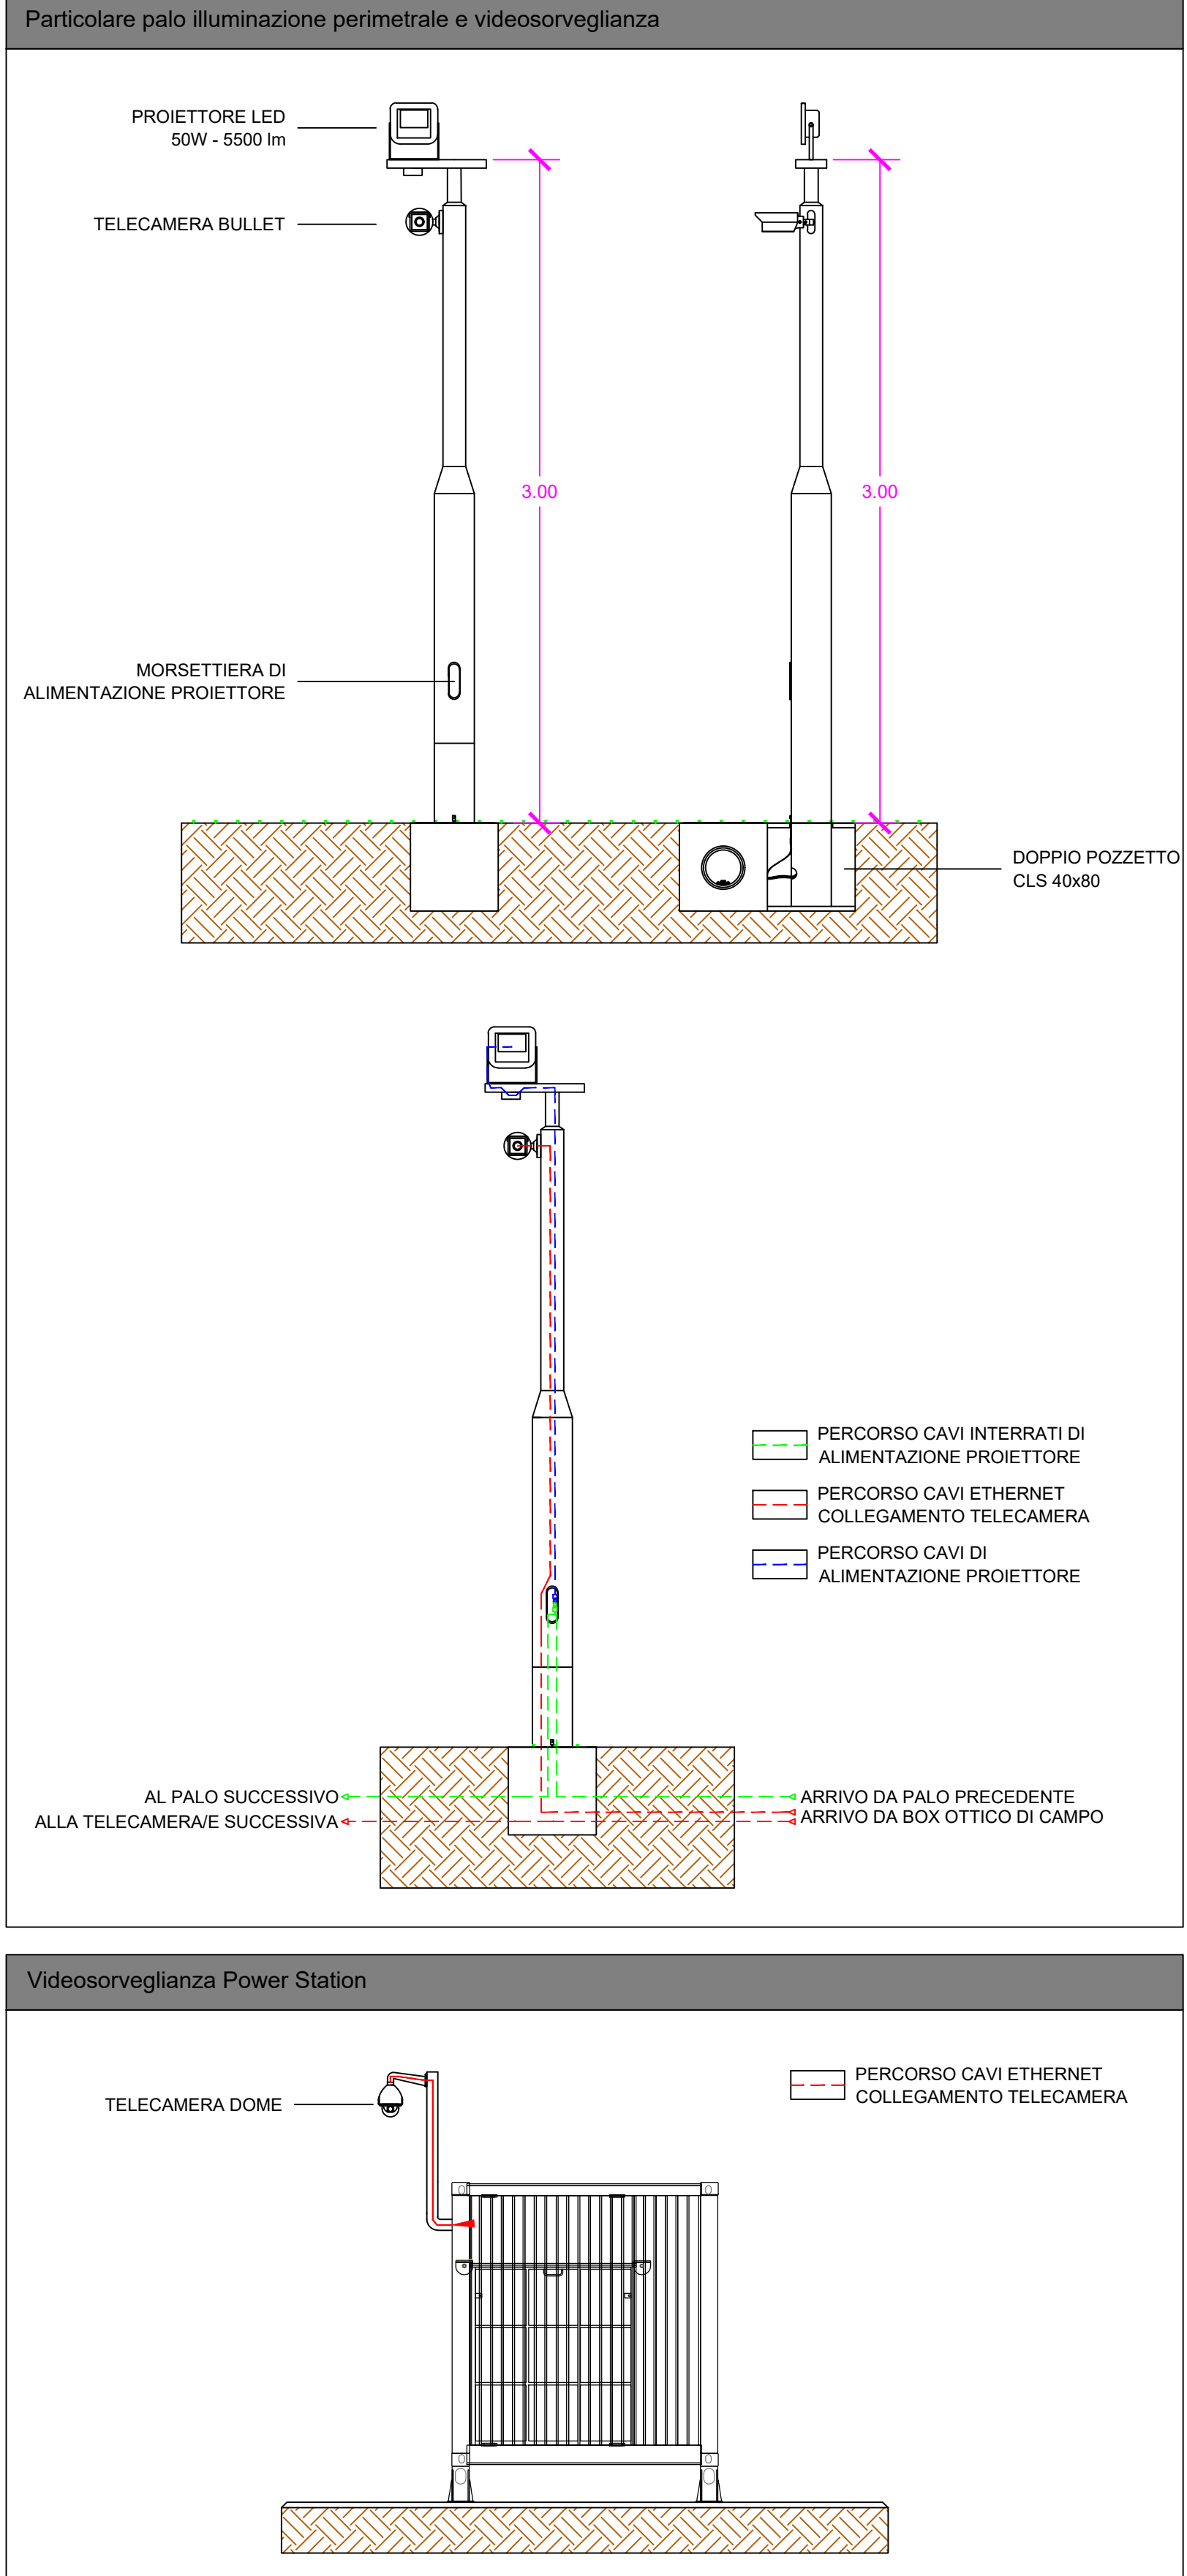 Particolare palo illuminazione perimetrale e videosorveglianza
PROIETTORE LED
50W - 5500 lm
TELECAMERA BULLET
3.00
3.00
MORSETTIERA DI
ALIMENTAZIONE PROIETTORE
DOPPIO POZZETTO
CLS 40x80
PERCORSO CAVI INTERRATI DI
ALIMENTAZIONE PROIETTORE
PERCORSO CAVI ETHERNET
COLLEGAMENTO TELECAMERA
PERCORSO CAVI DI
ALIMENTAZIONE PROIETTORE
AL PALO SUCCESSIVO
ARRIVO DA PALO PRECEDENTE
ALLA TELECAMERA/E SUCCESSIVA
ARRIVO DA BOX OTTICO DI CAMPO
Videosorveglianza Power Station
TELECAMERA DOME
PERCORSO CAVI ETHERNET
COLLEGAMENTO TELECAMERA